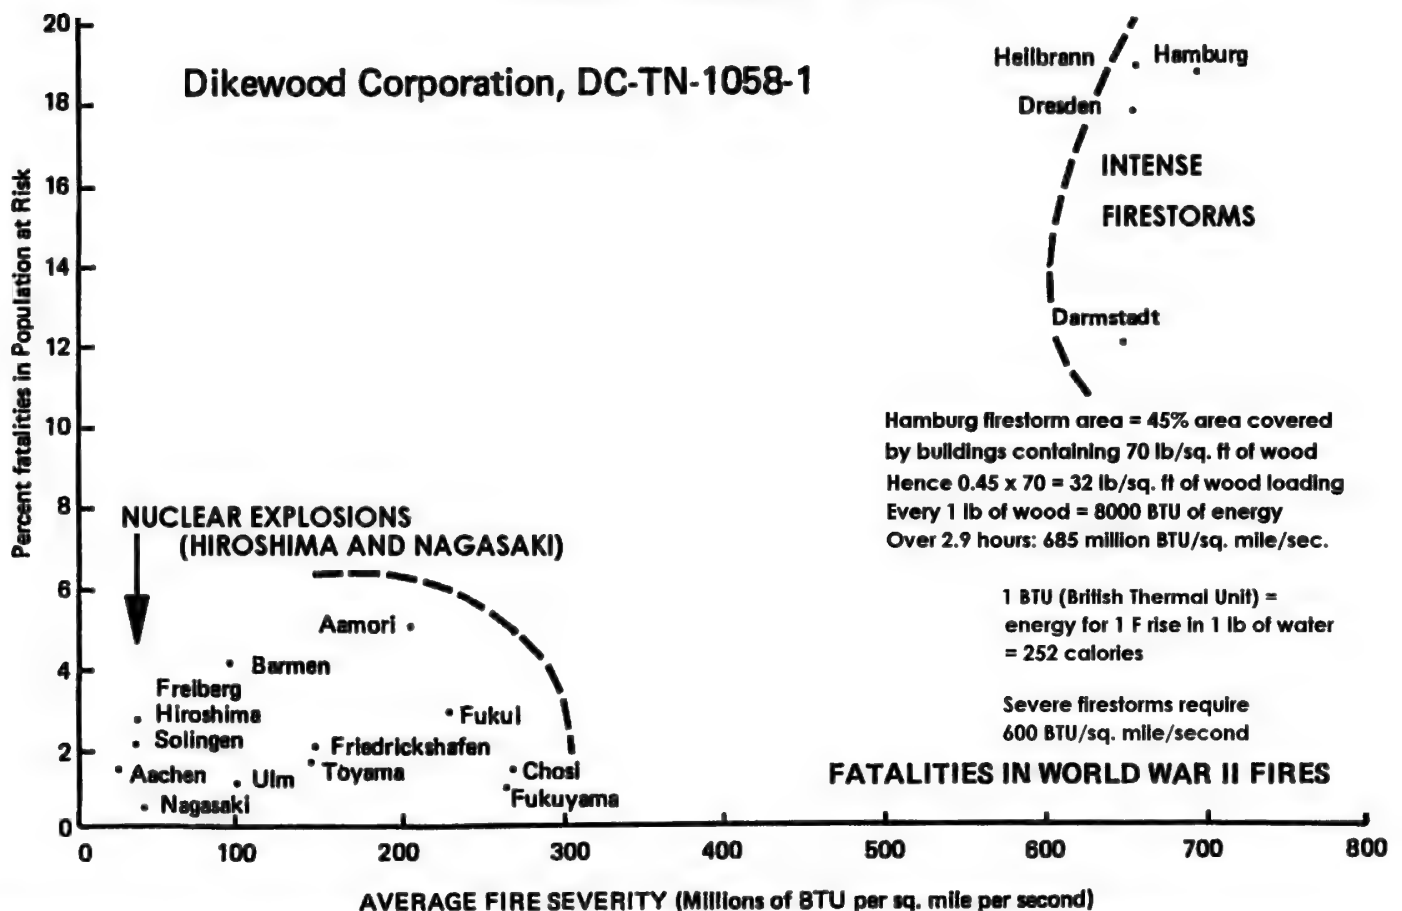 Dikewood Corporation, DC-TN-1058-1
Percent fatalities in Population at Risk
20
18
16
14
12
10
8
6
4
2
0
Heilbrann
Hamburg
Dresden
INTENSE
FIRESTORMS
Darmstadt
Hamburg firestorm area = 45% area covered
by buildings containing 70 lb/sq. ft of wood
Hence 0.45 x 70 = 32 lb/sq. ft of wood loading
Every 1 lb of wood = 8000 BTU of energy
Over 2.9 hours: 685 million BTU/sq. mile/sec.
NUCLEAR EXPLOSIONS
(HIROSHIMA AND NAGASAKI)
1 BTU (British Thermal Unit) =
energy for 1 F rise in 1 lb of water
= 252 calories
Aamori
Barmen
Freiberg
Hiroshima
Fukui
Solingen
Friedrickshafen
Aachen
Ulm
Toyama
Chosi
Nagasaki
Fukuyama
Severe firestorms require
600 BTU/sq. mile/second
FATALITIES IN WORLD WAR II FIRES
0 100 200 300 400 500 600 700 800
AVERAGE FIRE SEVERITY (Millions of BTU per sq. mile per second)